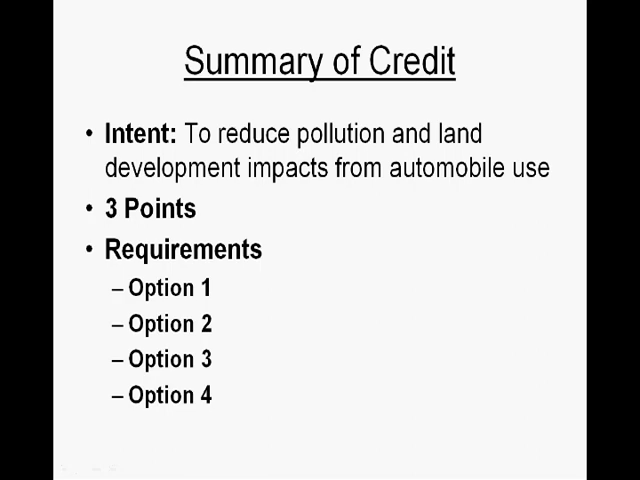 Summary of Credit
• Intent: To reduce pollution and land
development impacts from automobile use
• 3 Points
• Requirements
– Option 1
– Option 2
– Option 3
– Option 4